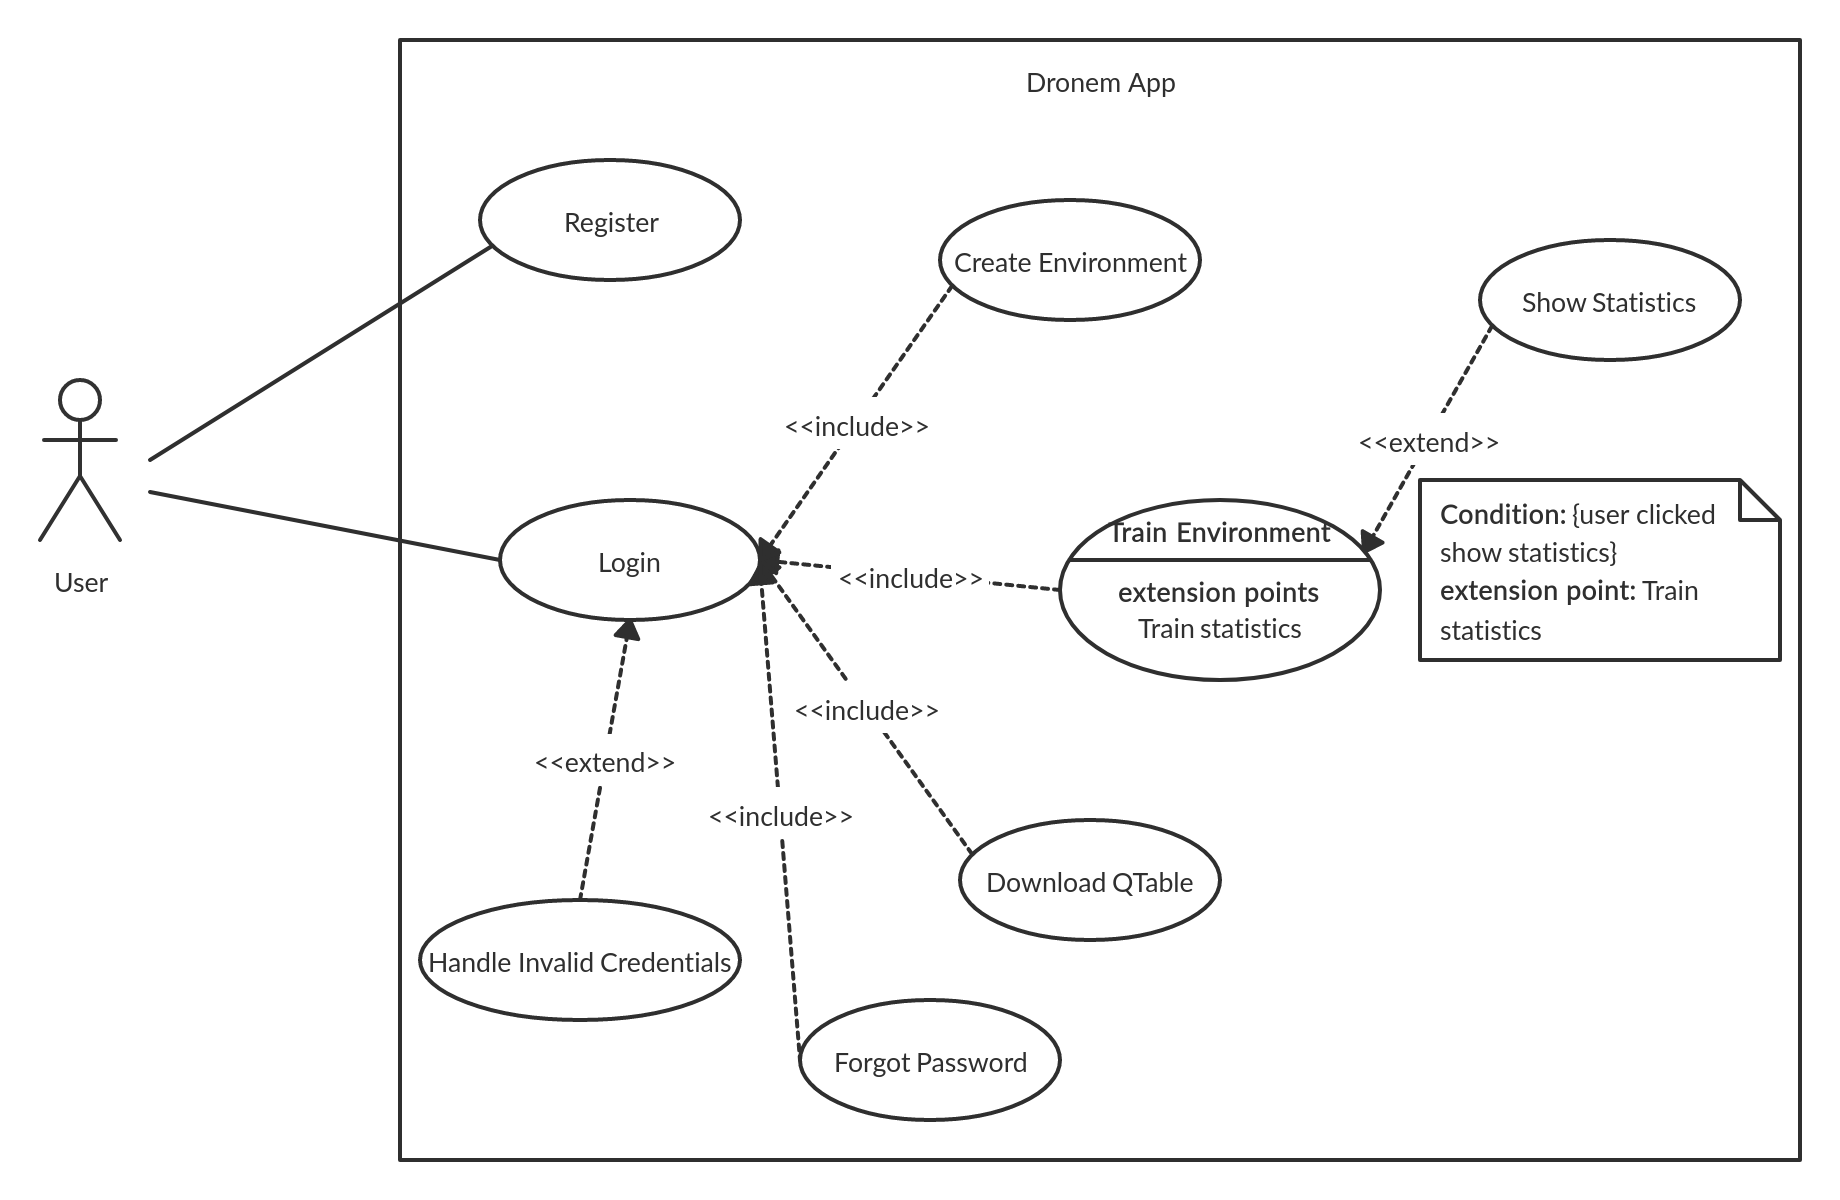 Dronem App
Register
Create Environment
Show Statistics
<<include>>
<<extend>>
Condition: {user clicked
show statistics}
extension point: Train
statistics
Train Environment
extension points
Train statistics
<<include>>
Login
User
<<include>>
<<extend>>
<<include>>
Download QTable
Handle Invalid Credentials
Forgot Password